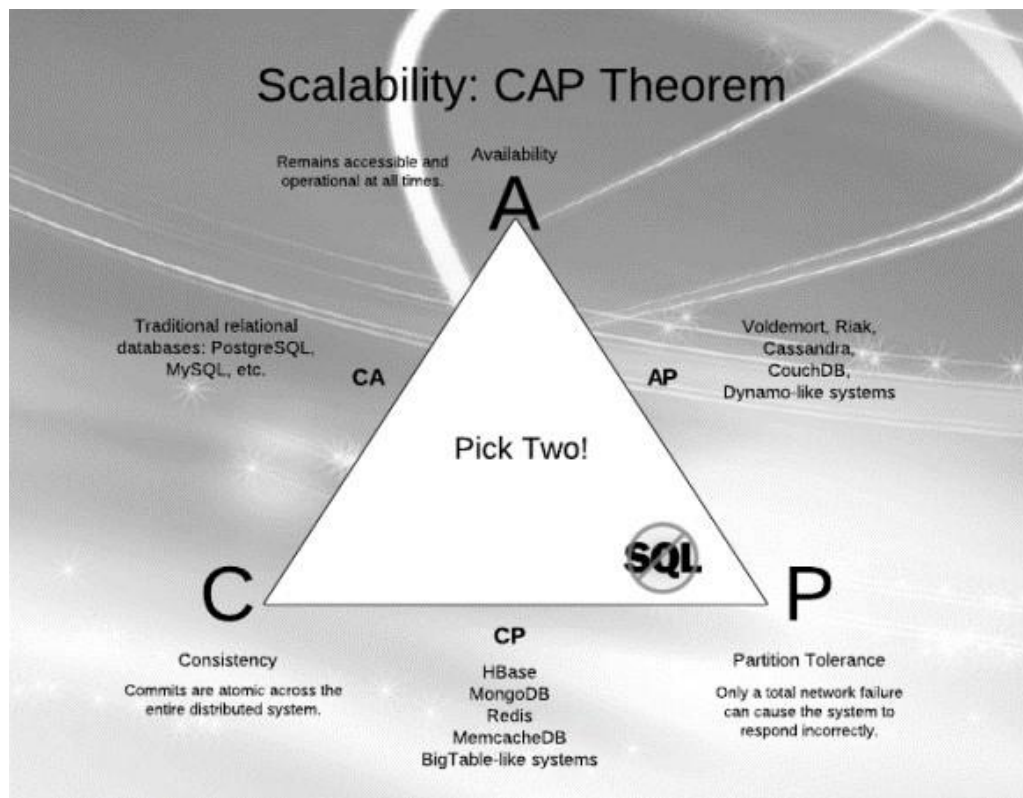 Scalability: CAP Theorem
Availability
Remains accessible and
operational at all times.
A
Traditional relational
databases: PostgreSQL,
MySQL, etc.
CA
AP
Voldemort, Riak,
Cassandra,
CouchDB,
Dynamo-like systems
Pick Two!
SQL
C
P
CP
Consistency
Commits are atomic across the
entire distributed system.
HBase
MongoDB
Redis
MemcacheDB
BigTable-like systems
Partition Tolerance
Only a total network failure
can cause the system to
respond incorrectly.